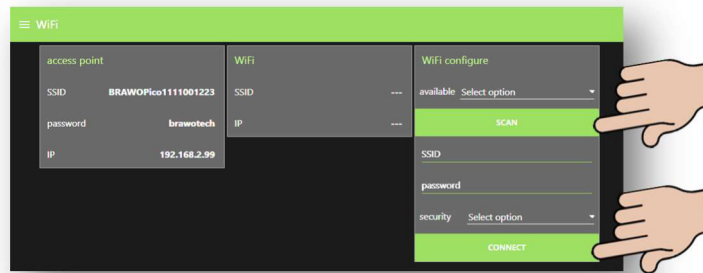 WiFi
access point
SSID BRAWOPico1111001223
password brawotech
IP 192.168.2.99
WiFi
SSID ---
IP ---
WiFi configure
available Select option
SCAN
SSID
password
security Select option
CONNECT